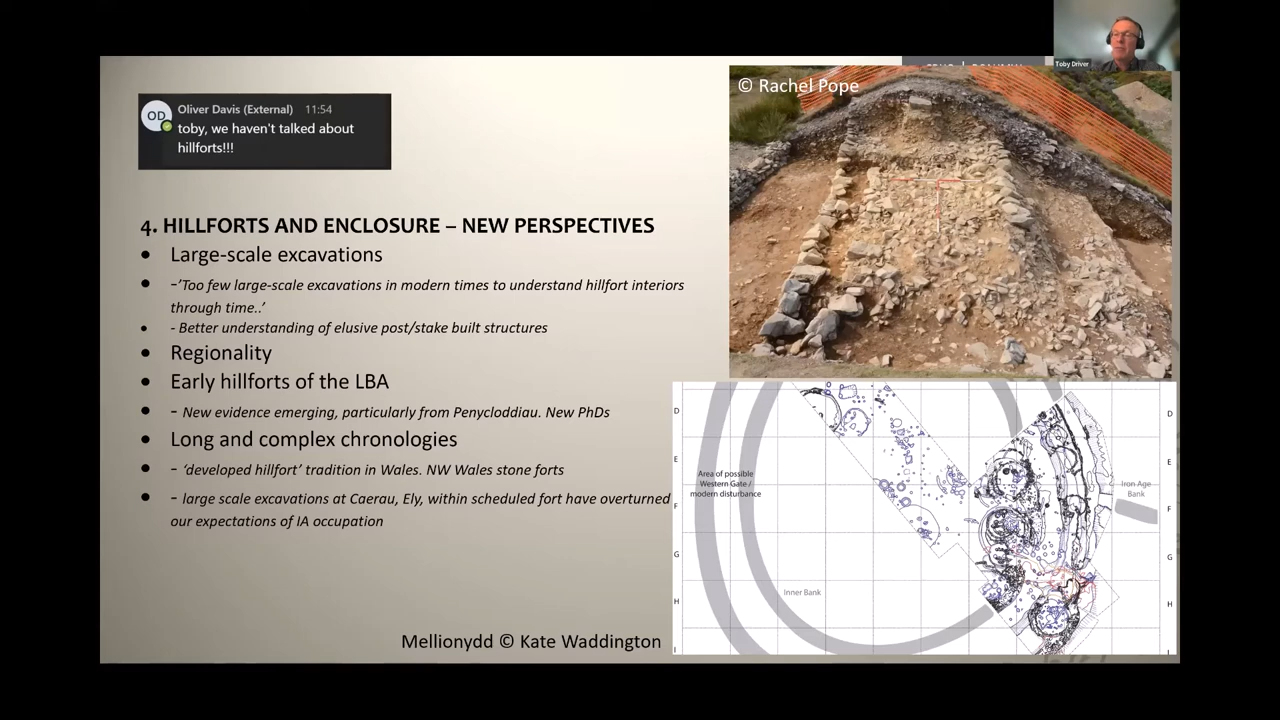 Toby Driver
© Rachel Pope
OD
Oliver Davis (External) 11:54
toby, we haven't talked about
hillforts!!!
4. HILLFORTS AND ENCLOSURE – NEW PERSPECTIVES
• Large-scale excavations
• -'Too few large-scale excavations in modern times to understand hillfort interiors
through time..'
• - Better understanding of elusive post/stake built structures
• Regionality
• Early hillforts of the LBA
• - New evidence emerging, particularly from Penycloddiau. New PhDs
• Long and complex chronologies
• - 'developed hillfort' tradition in Wales. NW Wales stone forts
• - large scale excavations at Caerau, Ely, within scheduled fort have overturned
our expectations of IA occupation
Mellionydd © Kate Waddington
D
E
F
G
H
I
Area of possible
Western Gate /
modern disturbance
Inner Bank
Iron Age
Bank
D
E
F
G
H